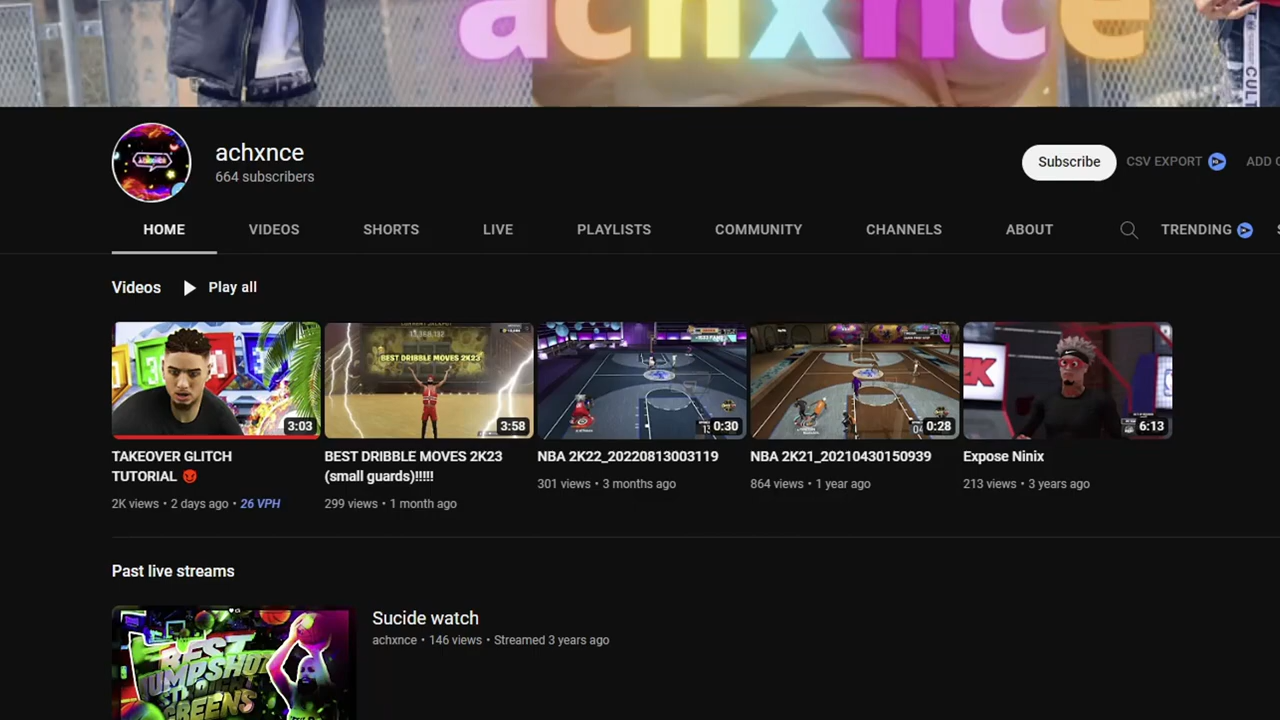 achxnce
CULT
achxnce
664 subscribers
Subscribe
CSV EXPORT
ADD
HOME
VIDEOS
SHORTS
LIVE
PLAYLISTS
COMMUNITY
CHANNELS
ABOUT
TRENDING
Videos
Play all
BEST DRIBBLE MOVES 2K23
3:03
3:58
0:30
0:28
6:13
TAKEOVER GLITCH
TUTORIAL 😡
2K views • 2 days ago • 26 VPH
BEST DRIBBLE MOVES 2K23
(small guards)!!!!!
299 views • 1 month ago
NBA 2K22_20220813003119
301 views • 3 months ago
NBA 2K21_20210430150939
864 views • 1 year ago
Expose Ninix
213 views • 3 years ago
Past live streams
BEST
JUMPSHOT
GREENS
Sucide watch
achxnce • 146 views • Streamed 3 years ago